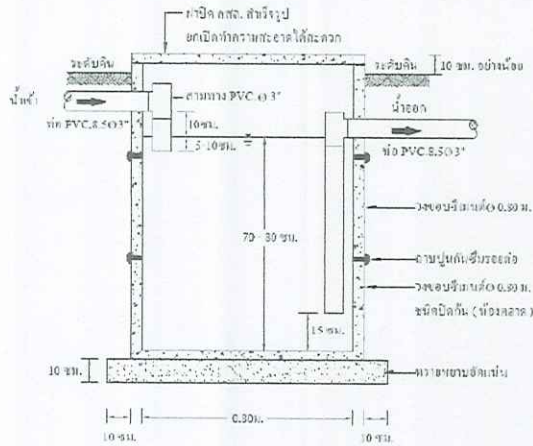 ฝาปิด คสล. สำเร็จรูป
ยกเปิดทำความสะอาดได้สะดวก
ระดับดิน
ระดับดิน
10 ซม. อย่างน้อย
น้ำเข้า
สามทาง PVC. Ø 3"
น้ำออก
ท่อ PVC.8.5Ø3"
10 ซม.
5-10 ซม.
ท่อ PVC.8.5Ø3"
70 - 80 ซม.
วงขอบซีเมนต์ Ø 0.80 ม.
ฉาบปูนกันซึมรอยต่อ
วงขอบซีเมนต์ Ø 0.80 ม.
ชนิดปิดก้น (ท้องตลาด)
15 ซม.
10 ซม.
ทรายหยาบอัดแน่น
0.80ม.
10 ซม.
10 ซม.